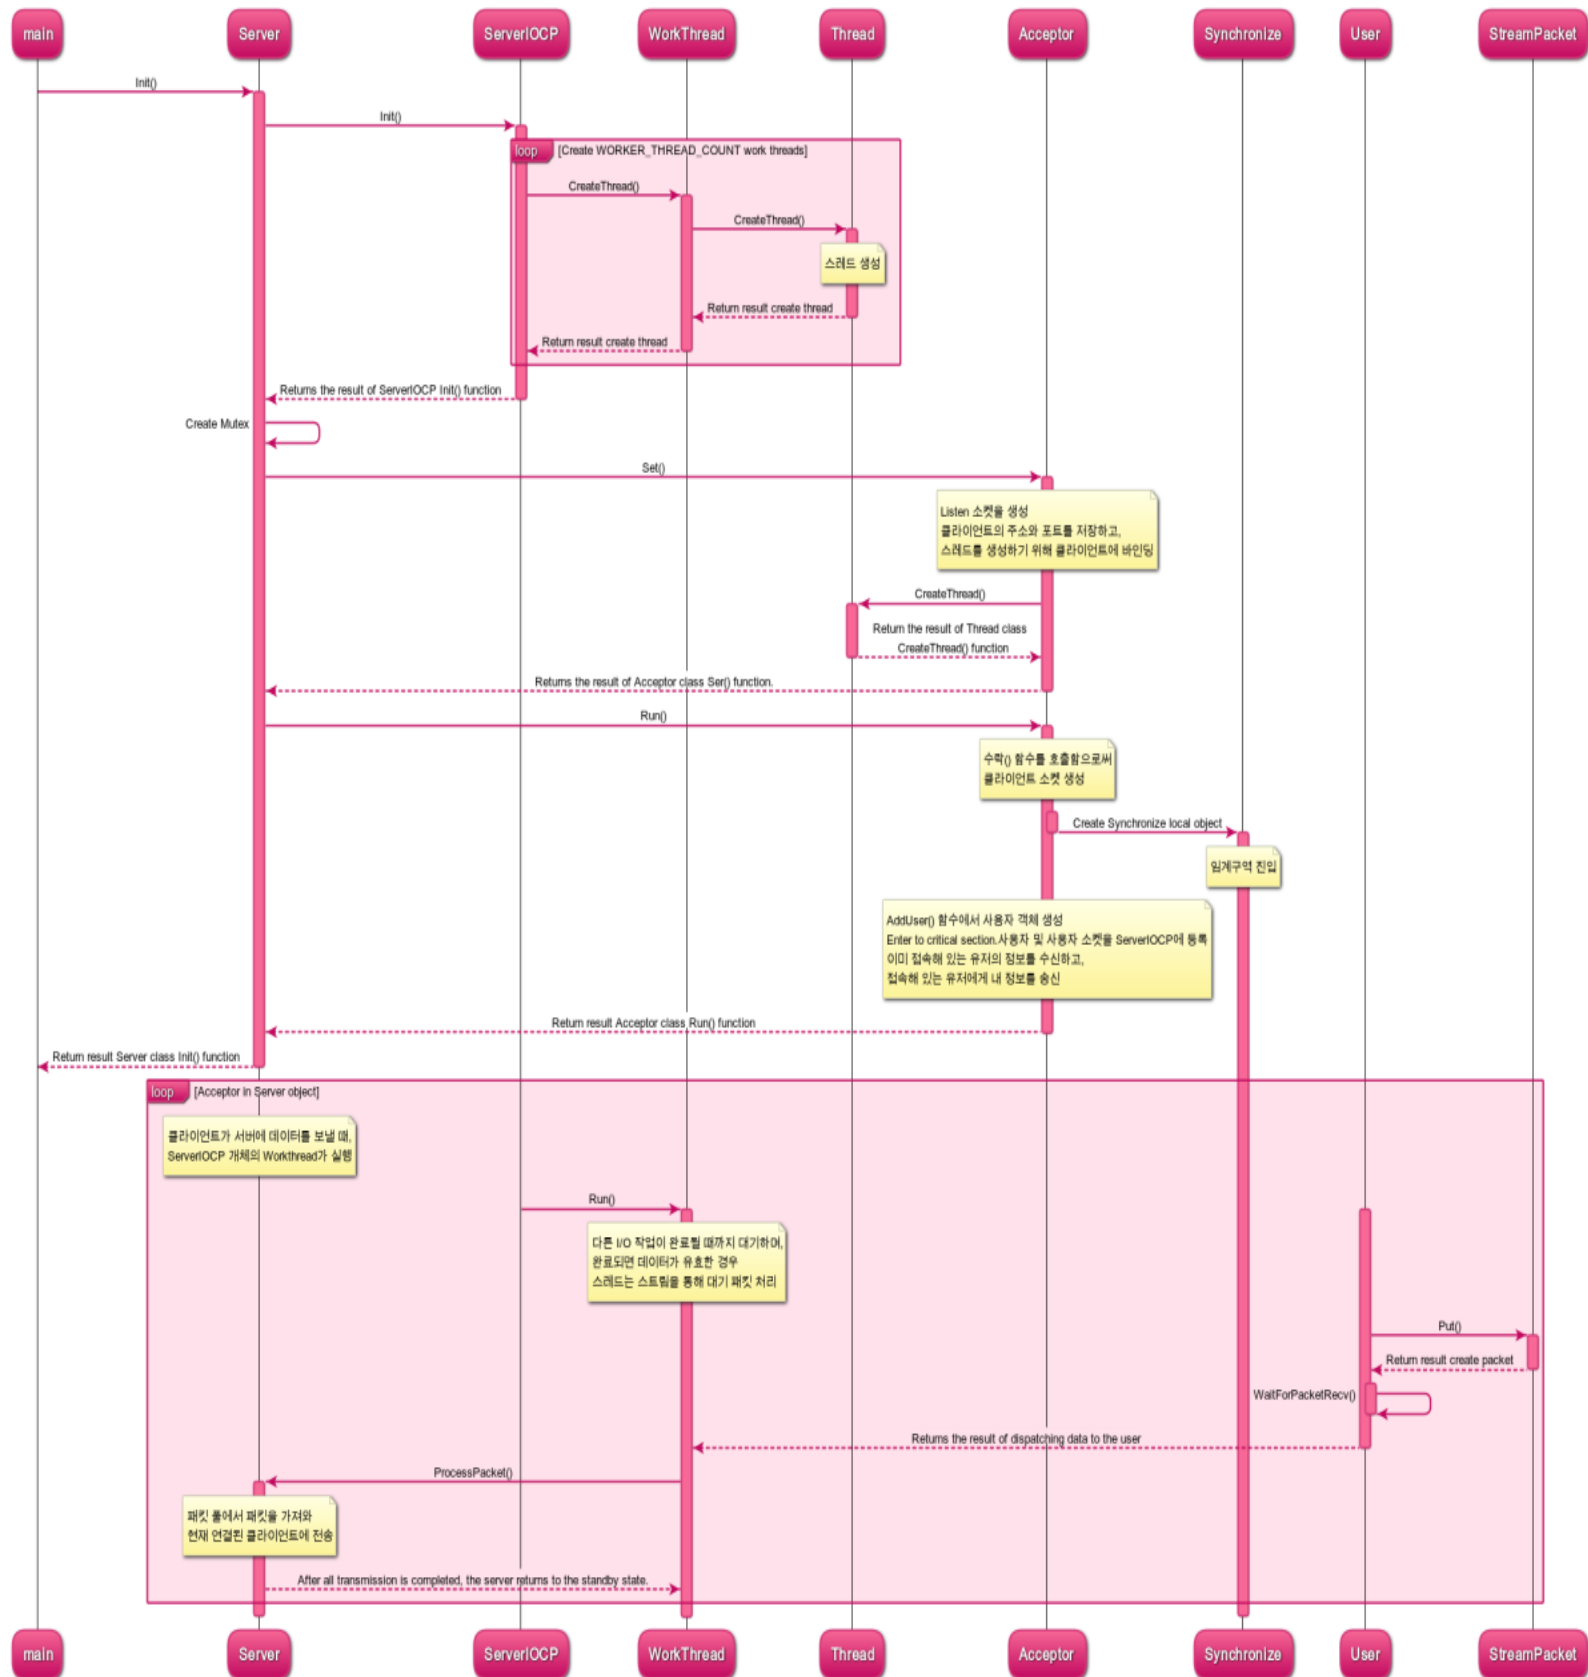 main
Server
ServerIOCP
WorkThread
Thread
Acceptor
Synchronize
User
StreamPacket
Init()
Init()
loop
[Create WORKER_THREAD_COUNT work threads]
CreateThread()
CreateThread()
스레드 생성
Return result create thread
Return result create thread
Returns the result of ServerIOCP Init() function
Create Mutex
Set()
Listen 소켓을 생성
클라이언트의 주소와 포트를 저장하고,
스레드를 생성하기 위해 클라이언트에 바인딩
CreateThread()
Return the result of Thread class
CreateThread() function
Returns the result of Acceptor class Ser() function.
Run()
수락() 함수를 호출함으로써
클라이언트 소켓 생성
Create Synchronize local object
임계구역 진입
AddUser() 함수에서 사용자 객체 생성
Enter to critical section.사용자 및 사용자 소켓을 ServerIOCP에 등록
이미 접속해 있는 유저의 정보를 수신하고,
접속해 있는 유저에게 내 정보를 송신
Return result Acceptor class Run() function
Return result Server class Init() function
loop
[Acceptor in Server object]
클라이언트가 서버에 데이터를 보낼 때,
ServerIOCP 개체의 Workthread가 실행
Run()
다른 I/O 작업이 완료될 때까지 대기하며,
완료되면 데이터가 유효한 경우
스레드는 스트림을 통해 대기 패킷 처리
Put()
Return result create packet
WaitForPacketRecv()
Returns the result of dispatching data to the user
ProcessPacket()
패킷 풀에서 패킷을 가져와
현재 연결된 클라이언트에 전송
After all transmission is completed, the server returns to the standby state.
main
Server
ServerIOCP
WorkThread
Thread
Acceptor
Synchronize
User
StreamPacket